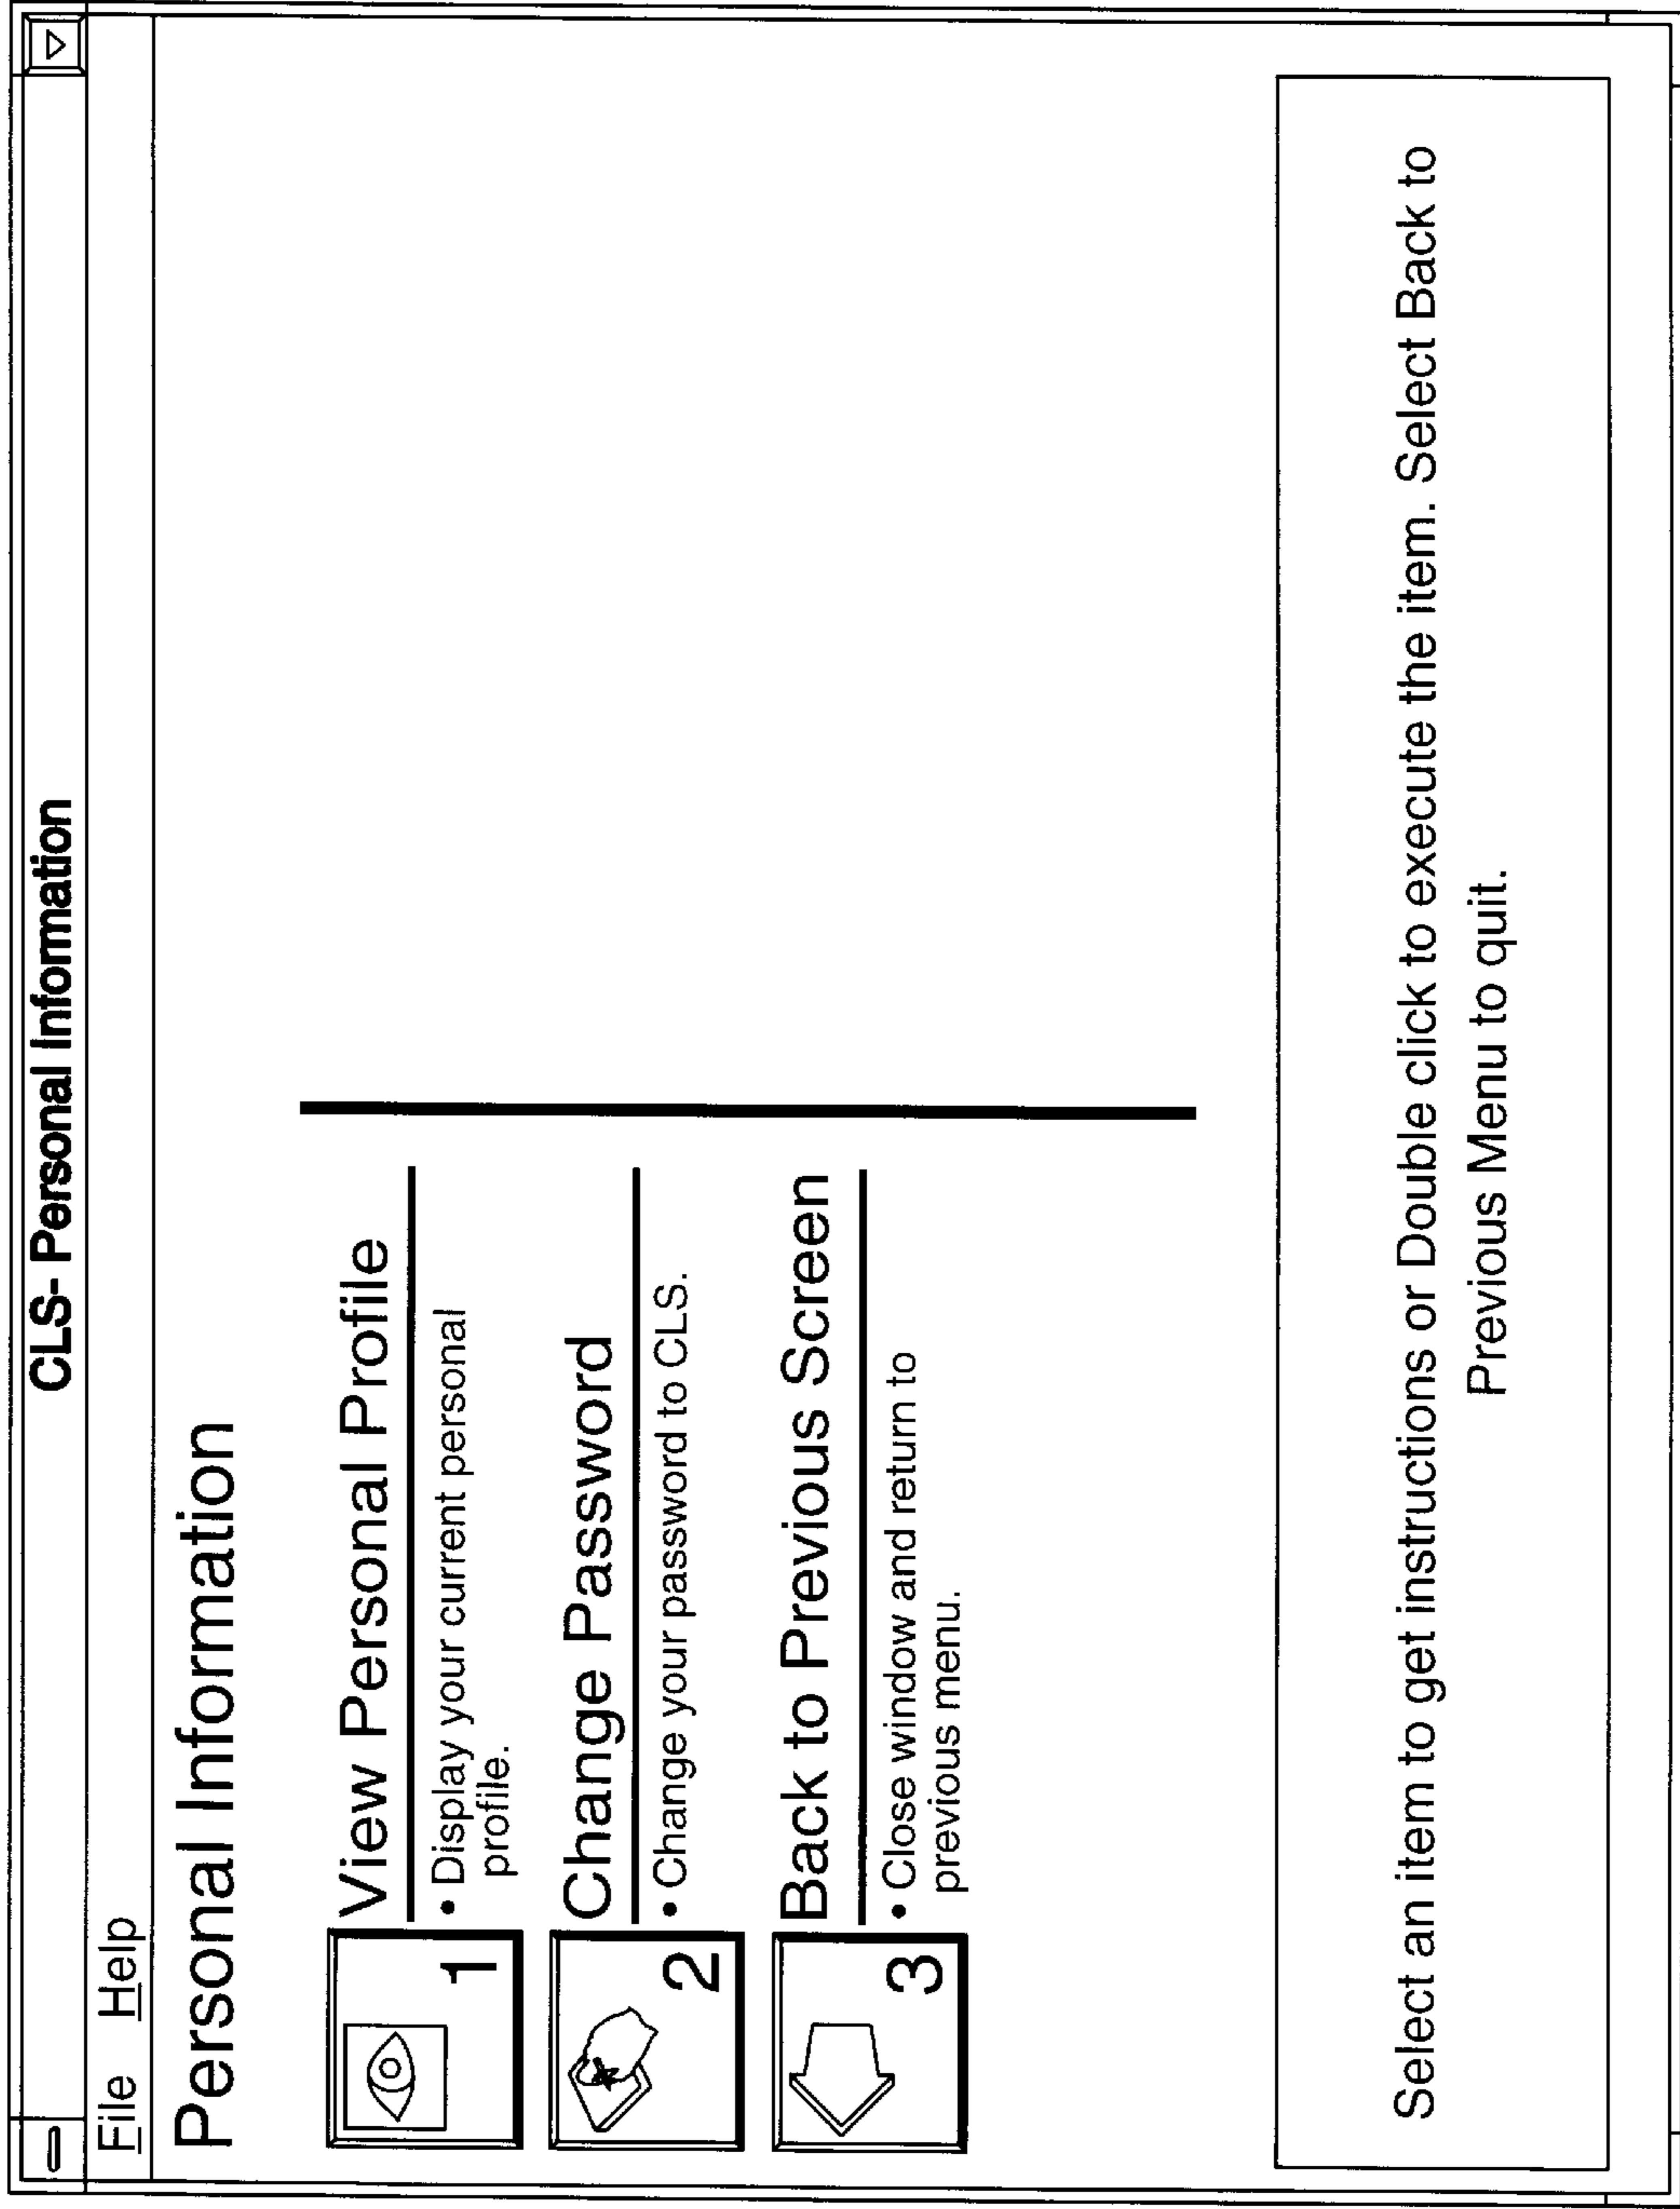 CLS- Personal Information
File Help
Personal Information
1
View Personal Profile
• Display your current personal
profile.
2
Change Password
• Change your password to CLS.
3
Back to Previous Screen
• Close window and return to
previous menu.
Select an item to get instructions or Double click to execute the item. Select Back to
Previous Menu to quit.